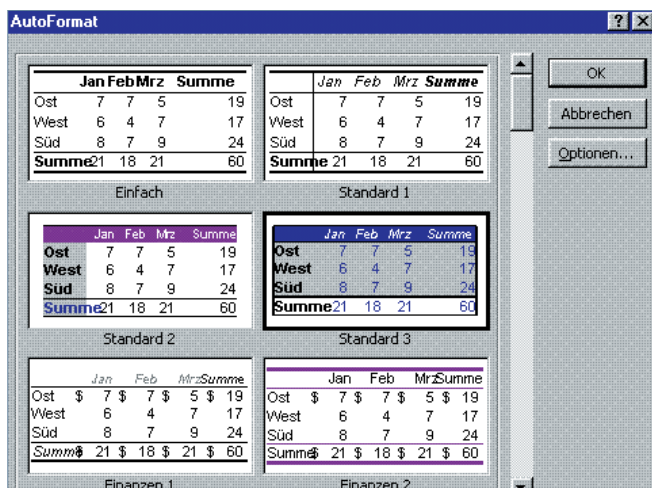 AutoFormat
Jan Feb Mrz Summe
Ost 7 7 5 19
West 6 4 7 17
Süd 8 7 9 24
Summe 21 18 21 60
Einfach
Jan Feb Mrz Summe
Ost 7 7 5 19
West 6 4 7 17
Süd 8 7 9 24
Summe 21 18 21 60
Standard 1
Jan Feb Mrz Summe
Ost 7 7 5 19
West 6 4 7 17
Süd 8 7 9 24
Summe 21 18 21 60
Standard 2
Jan Feb Mrz Summe
Ost 7 7 5 19
West 6 4 7 17
Süd 8 7 9 24
Summe 21 18 21 60
Standard 3
Jan Feb Mrz Summe
Ost $ 7 $ 7 $ 5 $ 19
West 6 4 7 17
Süd 8 7 9 24
Summe $ 21 $ 18 $ 21 $ 60
Finanzen 1
Jan Feb Mrz Summe
Ost $ 7 $ 7 $ 5 $ 19
West 6 4 7 17
Süd 8 7 9 24
Summe $ 21 $ 18 $ 21 $ 60
Finanzen 2
OK
Abbrechen
Optionen...